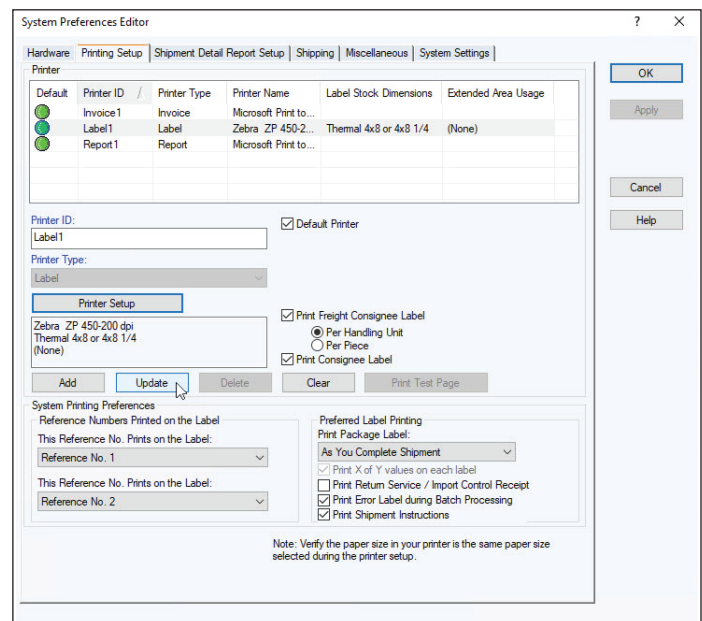 System Preferences Editor ? ×
Hardware Printing Setup Shipment Detail Report Setup Shipping Miscellaneous System Settings
Printer
Default Printer ID / Printer Type Printer Name Label Stock Dimensions Extended Area Usage
Invoice1 Invoice Microsoft Print to...
Label1 Label Zebra ZP 450-2... Thermal 4x8 or 4x8 1/4 (None)
Report1 Report Microsoft Print to...
OK
Apply
Cancel
Help
Printer ID:
Label1
Default Printer
Printer Type:
Label
Printer Setup
Zebra ZP 450-200 dpi
Thermal 4x8 or 4x8 1/4
(None)
Print Freight Consignee Label
Per Handling Unit
Per Piece
Print Consignee Label
Add Update Delete Clear Print Test Page
System Printing Preferences
Reference Numbers Printed on the Label
This Reference No. Prints on the Label:
Reference No. 1
This Reference No. Prints on the Label:
Reference No. 2
Preferred Label Printing
Print Package Label:
As You Complete Shipment
Print X of Y values on each label
Print Return Service / Import Control Receipt
Print Error Label during Batch Processing
Print Shipment Instructions
Note: Verify the paper size in your printer is the same paper size
selected during the printer setup.